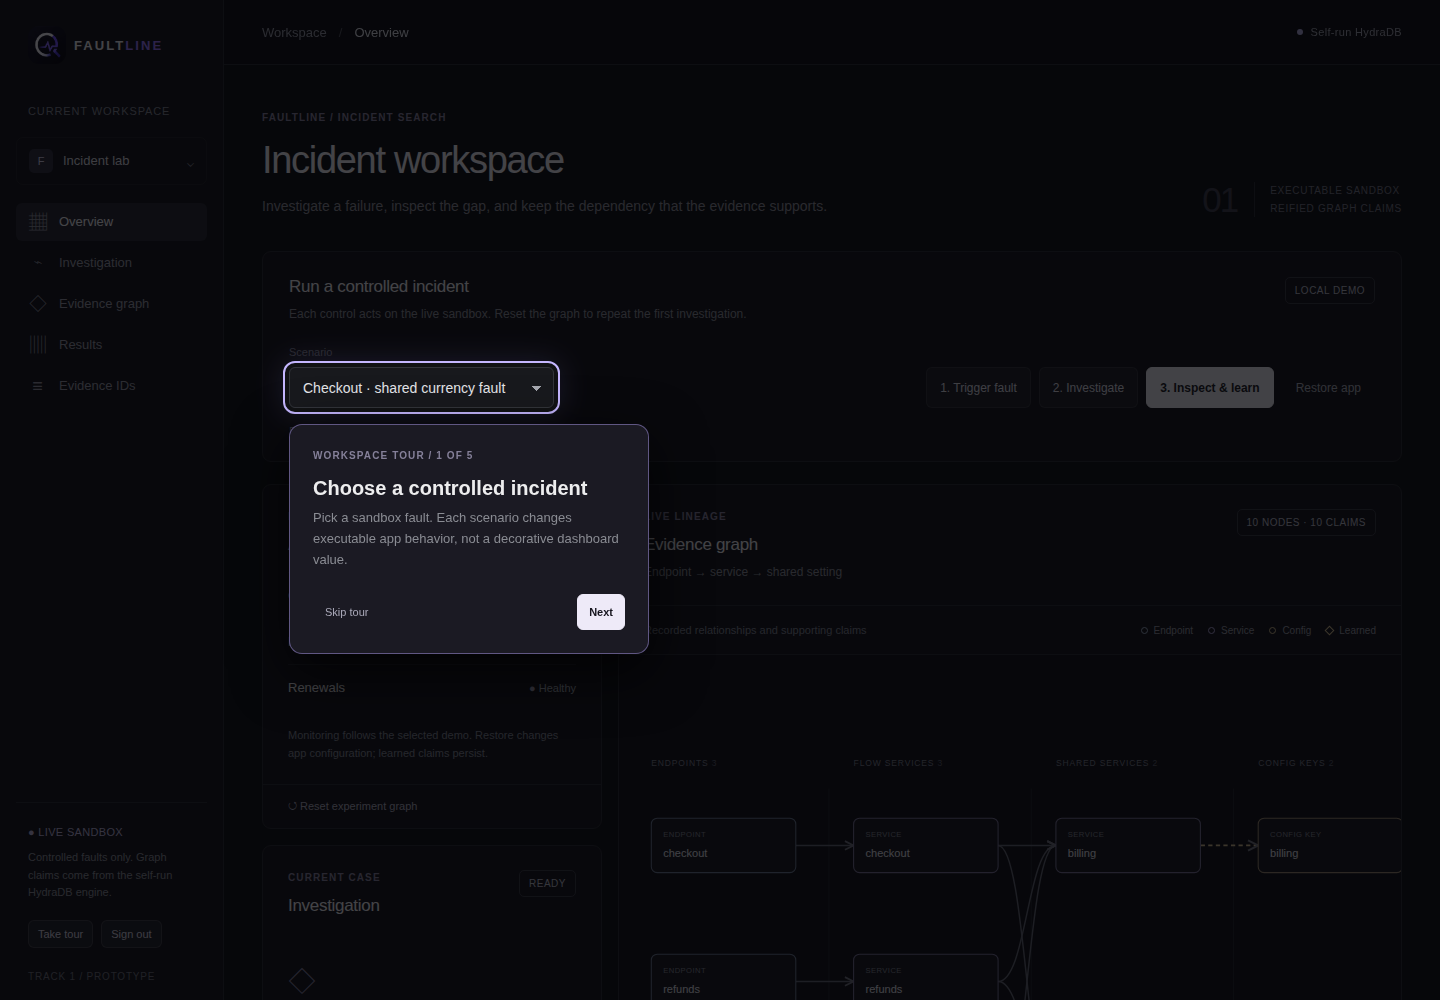 FAULTLINE
CURRENT WORKSPACE
F
Incident lab
Overview
Investigation
Evidence graph
Results
Evidence IDs
● LIVE SANDBOX
Controlled faults only. Graph
claims come from the self-run
HydraDB engine.
Take tour
Sign out
TRACK 1 / PROTOTYPE
Workspace / Overview
Self-run HydraDB
FAULTLINE / INCIDENT SEARCH
Incident workspace
Investigate a failure, inspect the gap, and keep the dependency that the evidence supports.
01
EXECUTABLE SANDBOX
REIFIED GRAPH CLAIMS
Run a controlled incident
LOCAL DEMO
Each control acts on the live sandbox. Reset the graph to repeat the first investigation.
Scenario
Checkout · shared currency fault
1. Trigger fault
2. Investigate
3. Inspect & learn
Restore app
WORKSPACE TOUR / 1 OF 5
Choose a controlled incident
Pick a sandbox fault. Each scenario changes
executable app behavior, not a decorative dashboard
value.
Skip tour
Next
Renewals
● Healthy
Monitoring follows the selected demo. Restore changes
app configuration; learned claims persist.
Reset experiment graph
CURRENT CASE
READY
Investigation
IVE LINEAGE
10 NODES · 10 CLAIMS
Evidence graph
Endpoint → service → shared setting
ecorded relationships and supporting claims
Endpoint
Service
Config
Learned
ENDPOINTS 3
FLOW SERVICES 3
SHARED SERVICES 2
CONFIG KEYS 2
ENDPOINT
checkout
SERVICE
checkout
SERVICE
billing
CONFIG KEY
billing
ENDPOINT
refunds
SERVICE
refunds